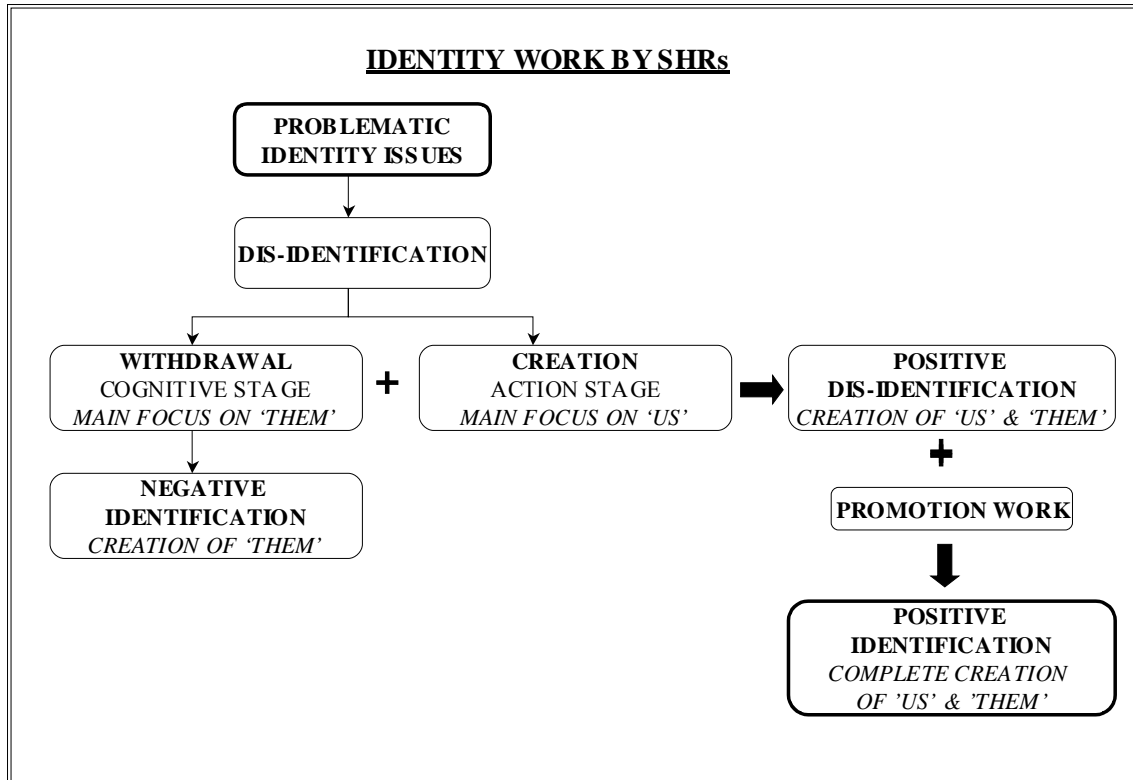 IDENTITY WORK BY SHRs
PROBLEMATIC
IDENTITY ISSUES
DIS-IDENTIFICATION
WITHDRAWAL
COGNITIVE STAGE
MAIN FOCUS ON ‘THEM’
+
CREATION
ACTION STAGE
MAIN FOCUS ON ‘US’
POSITIVE
DIS-IDENTIFICATION
CREATION OF ‘US’ & ‘THEM’
+
NEGATIVE
IDENTIFICATION
CREATION OF ‘THEM’
PROMOTION WORK
POSITIVE
IDENTIFICATION
COMPLETE CREATION
OF ’US’ & ’THEM’